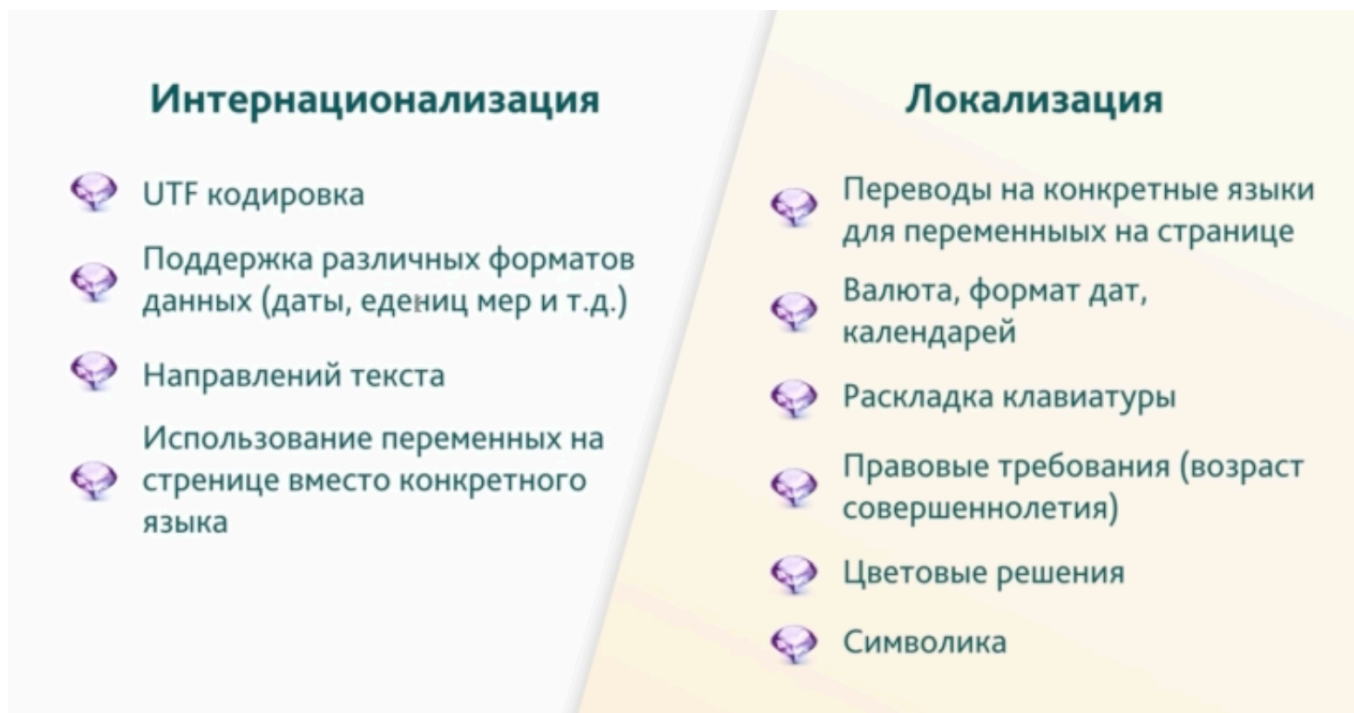 Интернационализация
UTF кодировка
Поддержка различных форматов
данных (даты, едениц мер и т.д.)
Направлений текста
Использование переменных на
стренице вместо конкретного
языка
Локализация
Переводы на конкретные языки
для переменныых на странице
Валюта, формат дат,
календарей
Раскладка клавиатуры
Правовые требования (возраст
совершеннолетия)
Цветовые решения
Символика